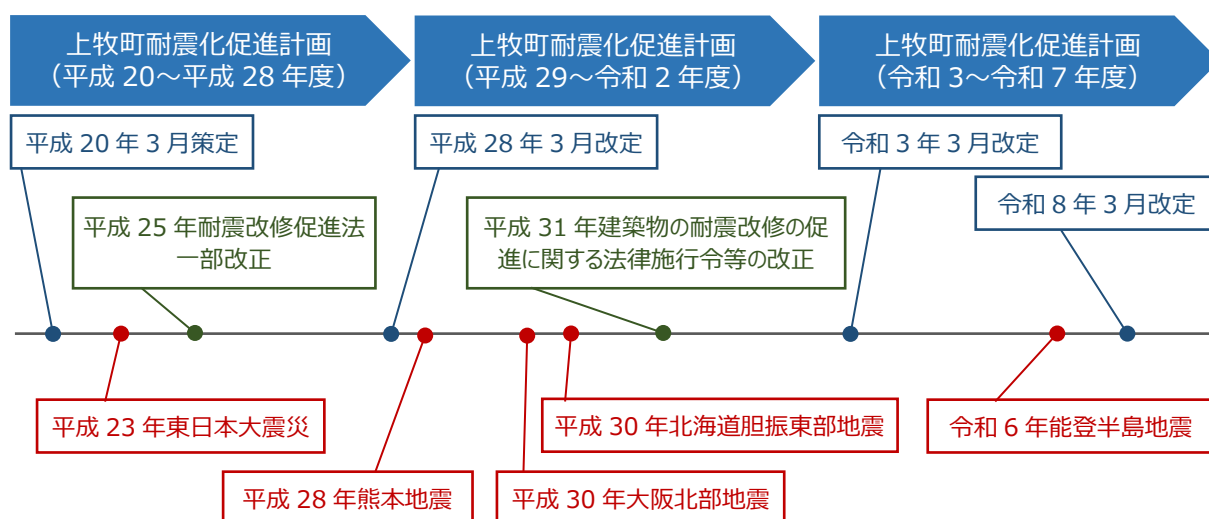 上牧町耐震化促進計画
（平成 20～平成 28 年度）
上牧町耐震化促進計画
（平成 29～令和 2 年度）
上牧町耐震化促進計画
（令和 3～令和 7 年度）
平成 20 年 3 月策定
平成 28 年 3 月改定
令和 3 年 3 月改定
令和 8 年 3 月改定
平成 25 年耐震改修促進法
一部改正
平成 31 年建築物の耐震改修の促
進に関する法律施行令等の改正
平成 23 年東日本大震災
平成 30 年北海道胆振東部地震
令和 6 年能登半島地震
平成 28 年熊本地震
平成 30 年大阪北部地震